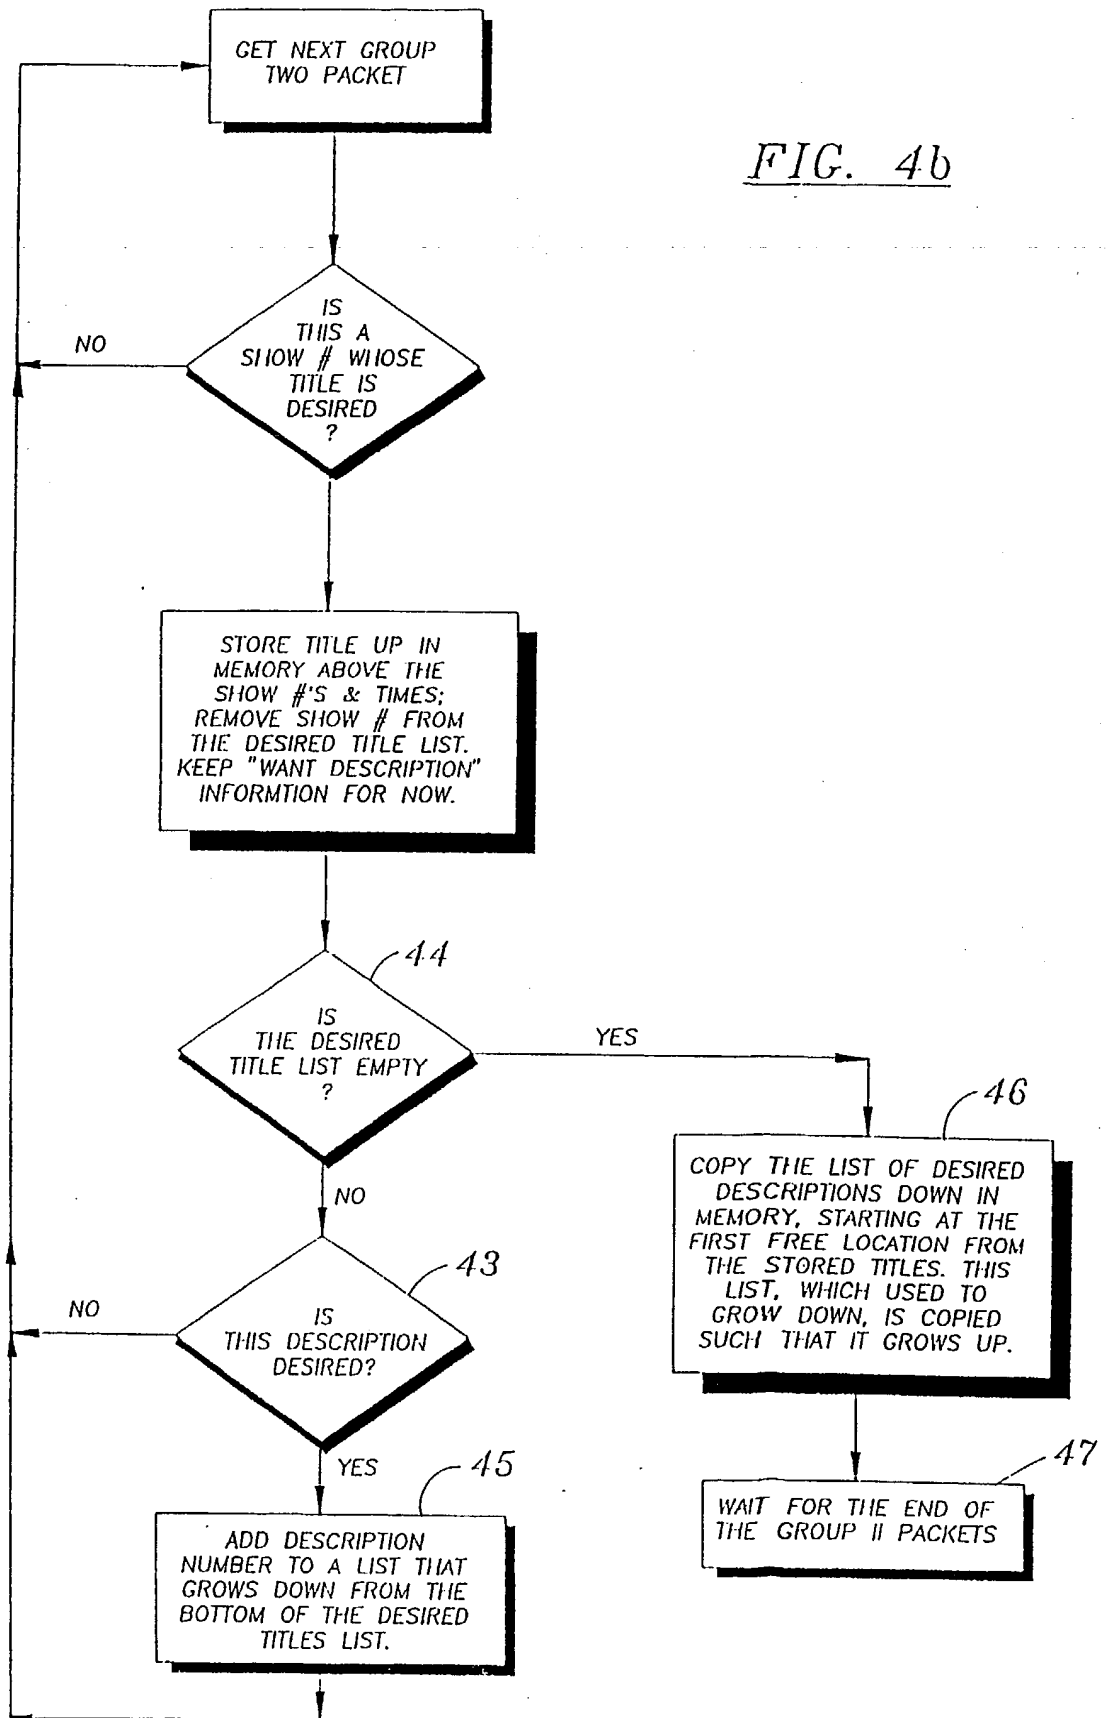 GET NEXT GROUP
TWO PACKET
FIG. 4b
IS
THIS A
SHOW # WHOSE
TITLE IS
DESIRED
?
NO
STORE TITLE UP IN
MEMORY ABOVE THE
SHOW #'S & TIMES;
REMOVE SHOW # FROM
THE DESIRED TITLE LIST.
KEEP "WANT DESCRIPTION"
INFORMTION FOR NOW.
44
IS
THE DESIRED
TITLE LIST EMPTY
?
YES
NO
46
COPY THE LIST OF DESIRED
DESCRIPTIONS DOWN IN
MEMORY, STARTING AT THE
FIRST FREE LOCATION FROM
THE STORED TITLES. THIS
LIST, WHICH USED TO
GROW DOWN, IS COPIED
SUCH THAT IT GROWS UP.
43
IS
THIS DESCRIPTION
DESIRED?
NO
YES
45
ADD DESCRIPTION
NUMBER TO A LIST THAT
GROWS DOWN FROM THE
BOTTOM OF THE DESIRED
TITLES LIST.
47
WAIT FOR THE END OF
THE GROUP II PACKETS